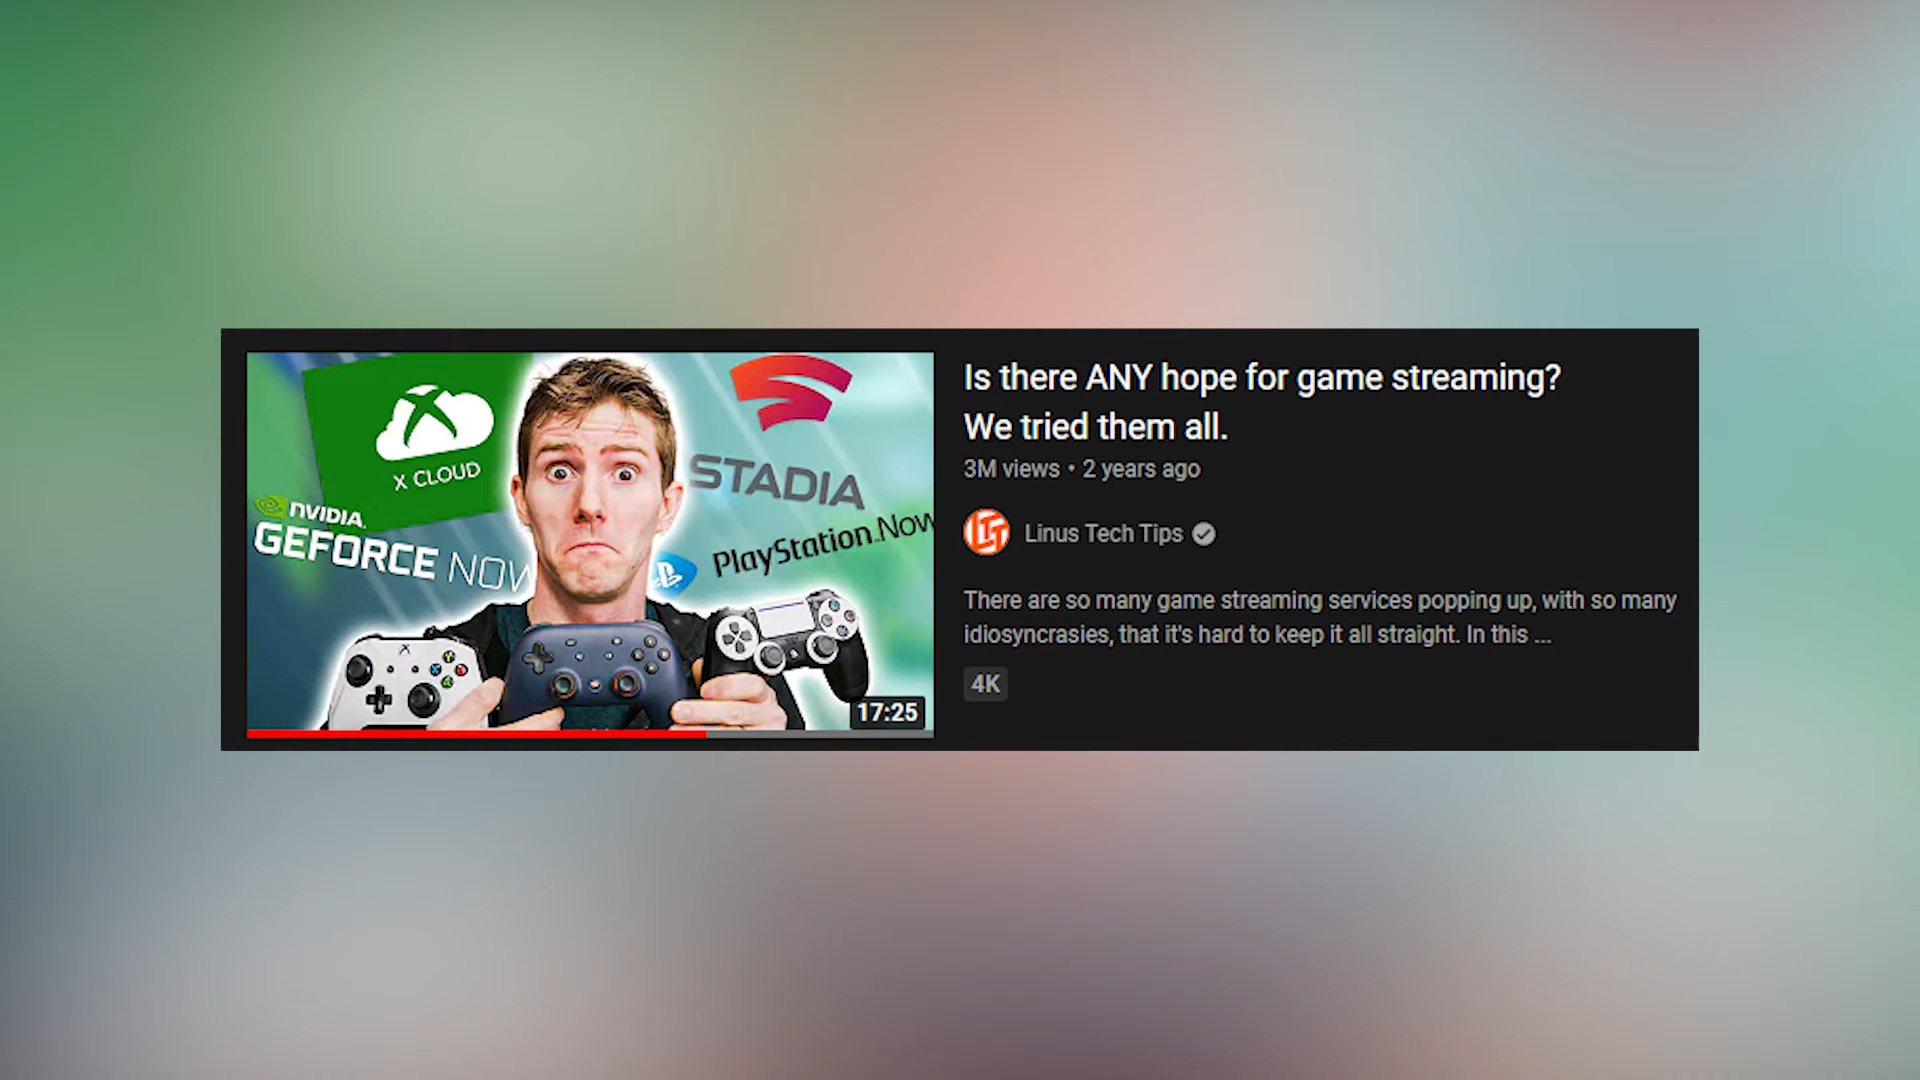 X CLOUD
NVIDIA.
GEFORCE NOW
STADIA
PlayStation.Now
17:25
Is there ANY hope for game streaming?
We tried them all.
3M views • 2 years ago
Linus Tech Tips
There are so many game streaming services popping up, with so many
idiosyncrasies, that it's hard to keep it all straight. In this ...
4K